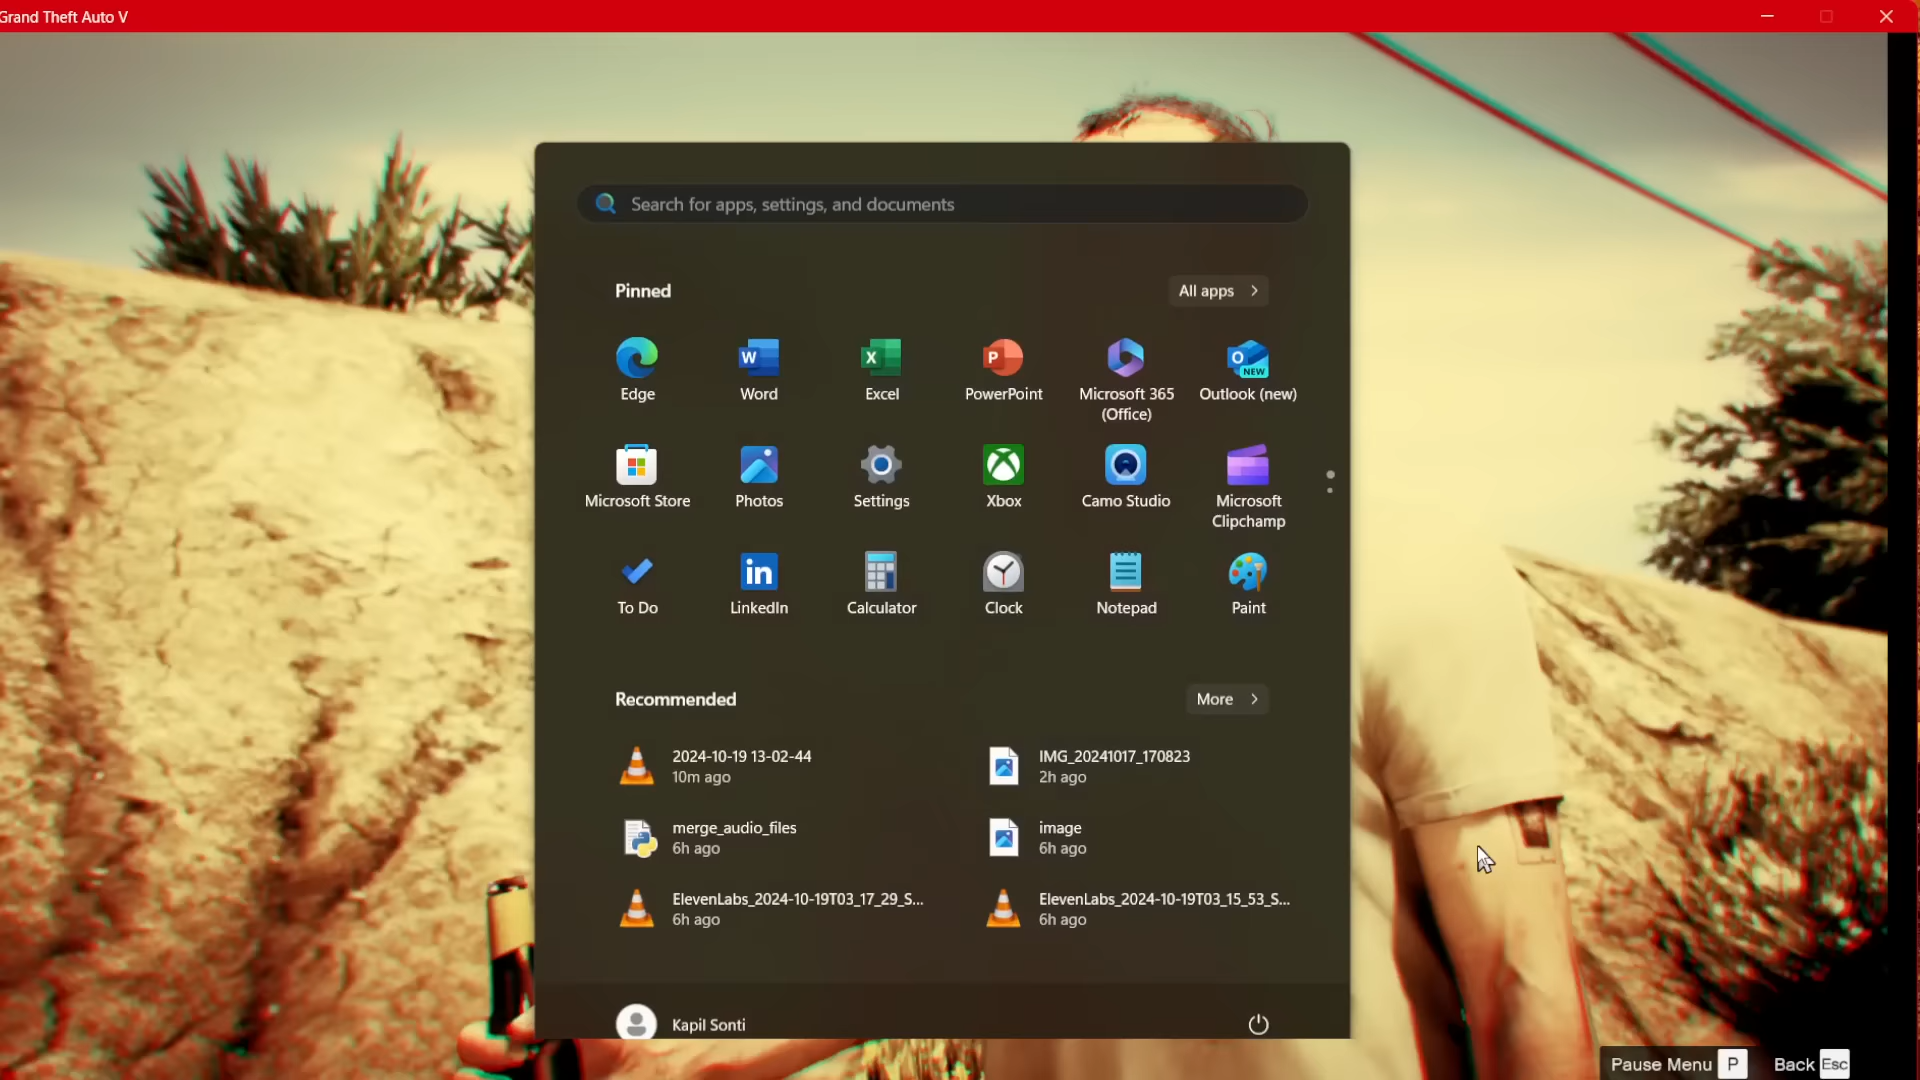 Grand Theft Auto V
Search for apps, settings, and documents
Pinned
All apps
Edge
Word
Excel
PowerPoint
Microsoft 365
(Office)
Outlook (new)
Microsoft Store
Photos
Settings
Xbox
Camo Studio
Microsoft
Clipchamp
To Do
LinkedIn
Calculator
Clock
Notepad
Paint
Recommended
More
2024-10-19 13-02-44
10m ago
IMG_20241017_170823
2h ago
merge_audio_files
6h ago
image
6h ago
ElevenLabs_2024-10-19T03_17_29_S...
6h ago
ElevenLabs_2024-10-19T03_15_53_S...
6h ago
Kapil Sonti
Pause Menu P Back Esc